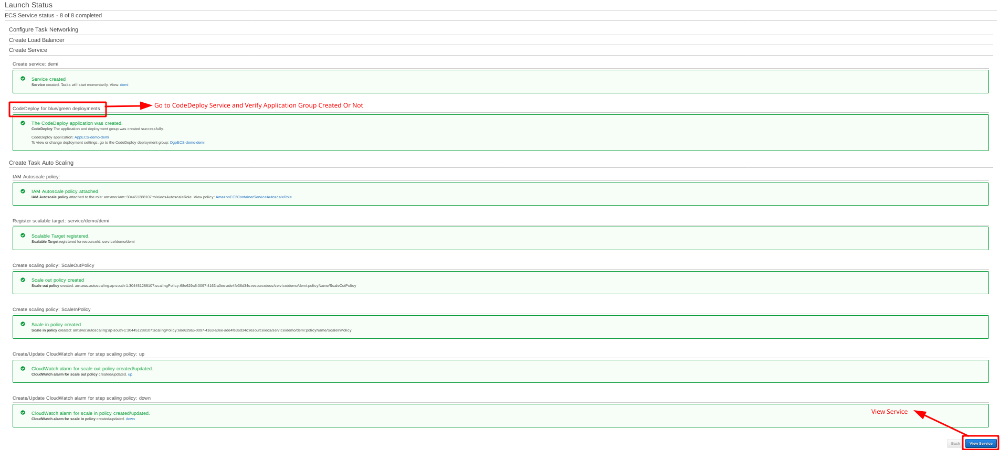 Launch Status
ECS Service status - 8 of 8 completed
Configure Task Networking
Create Load Balancer
Create Service
Create service: demi
Service created
Service created. Tasks will start momentarily. View: demi
CodeDeploy for blue/green deployments
Go to CodeDeploy Service and Verify Application Group Created Or Not
The CodeDeploy application was created.
CodeDeploy The application and deployment group was created successfully.
CodeDeploy application: AppECS-demo-demi
To view or change deployment settings, go to the CodeDeploy deployment group: DgpECS-demo-demi
Create Task Auto Scaling
IAM Autoscale policy:
IAM Autoscale policy attached
IAM Autoscale policy attached to the role: arn:aws:iam::304451288107:role/ecsAutoscaleRole. View policy: AmazonEC2ContainerServiceAutoscaleRole
Register scalable target: service/demo/demi
Scalable Target registered.
Scalable Target registered for resourceId: service/demo/demi
Create scaling policy: ScaleOutPolicy
Scale out policy created
Scale out policy created: arn:aws:autoscaling:ap-south-1:304451288107:scalingPolicy:68e629a5-0097-4163-a0ee-ade4fe36d34c:resource/ecs/service/demo/demi:policyName/ScaleOutPolicy
Create scaling policy: ScaleInPolicy
Scale in policy created
Scale in policy created: arn:aws:autoscaling:ap-south-1:304451288107:scalingPolicy:68e629a5-0097-4163-a0ee-ade4fe36d34c:resource/ecs/service/demo/demi:policyName/ScaleInPolicy
Create/Update CloudWatch alarm for step scaling policy: up
CloudWatch alarm for scale out policy created/updated.
CloudWatch alarm for scale out policy created/updated. up
Create/Update CloudWatch alarm for step scaling policy: down
CloudWatch alarm for scale in policy created/updated.
CloudWatch alarm for scale in policy created/updated. down
View Service
Back
View Service